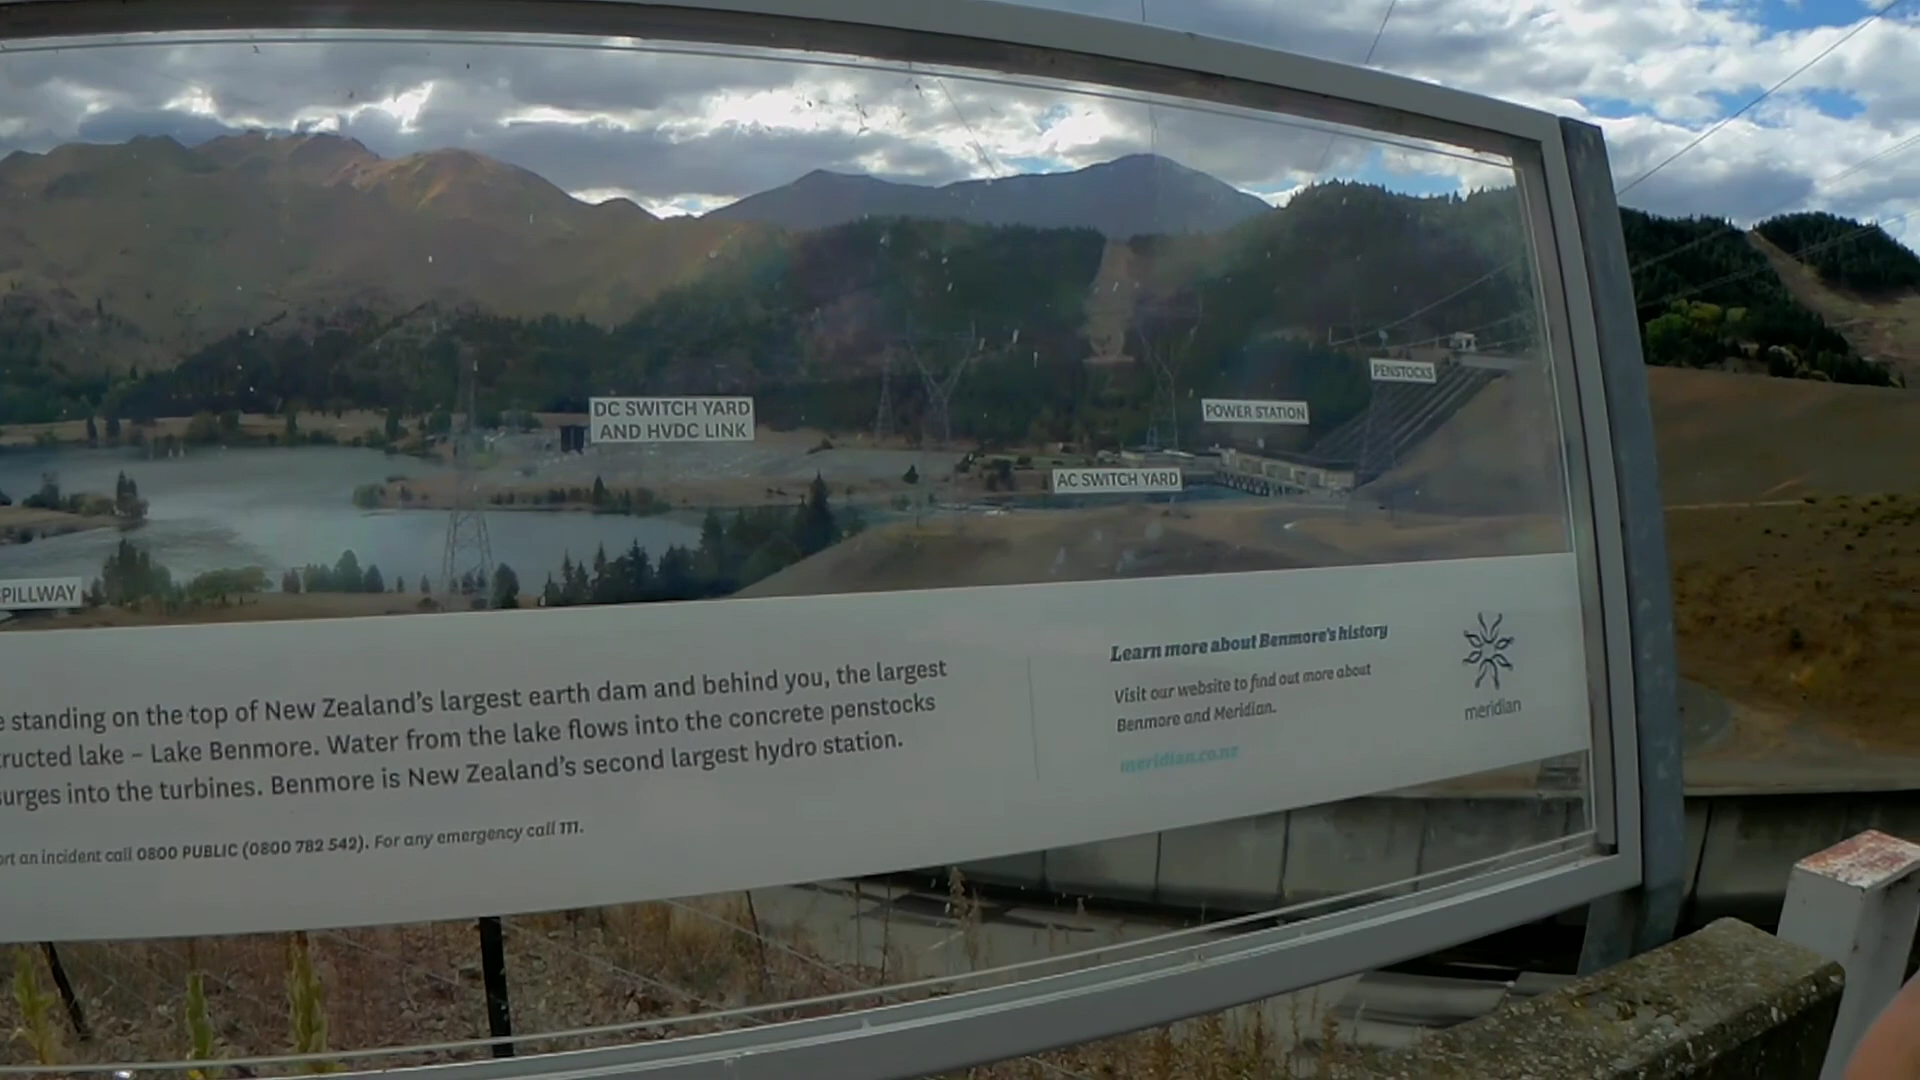 DC SWITCH YARD
AND HVDC LINK
PENSTOCKS
POWER STATION
AC SWITCH YARD
PILLWAY
e standing on the top of New Zealand's largest earth dam and behind you, the largest
ructed lake – Lake Benmore. Water from the lake flows into the concrete penstocks
urges into the turbines. Benmore is New Zealand's second largest hydro station.
ort an incident call 0800 PUBLIC (0800 782 542). For any emergency call 111.
Learn more about Benmore's history
Visit our website to find out more about
Benmore and Meridian.
meridian.co.nz
meridian